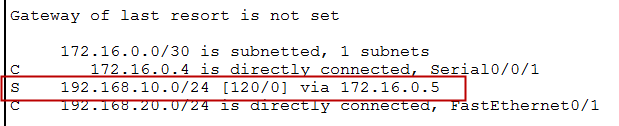 Gateway of last resort is not set
172.16.0.0/30 is subnetted, 1 subnets
C 172.16.0.4 is directly connected, Serial0/0/1
S 192.168.10.0/24 [120/0] via 172.16.0.5
C 192.168.20.0/24 is directly connected, FastEthernet0/1